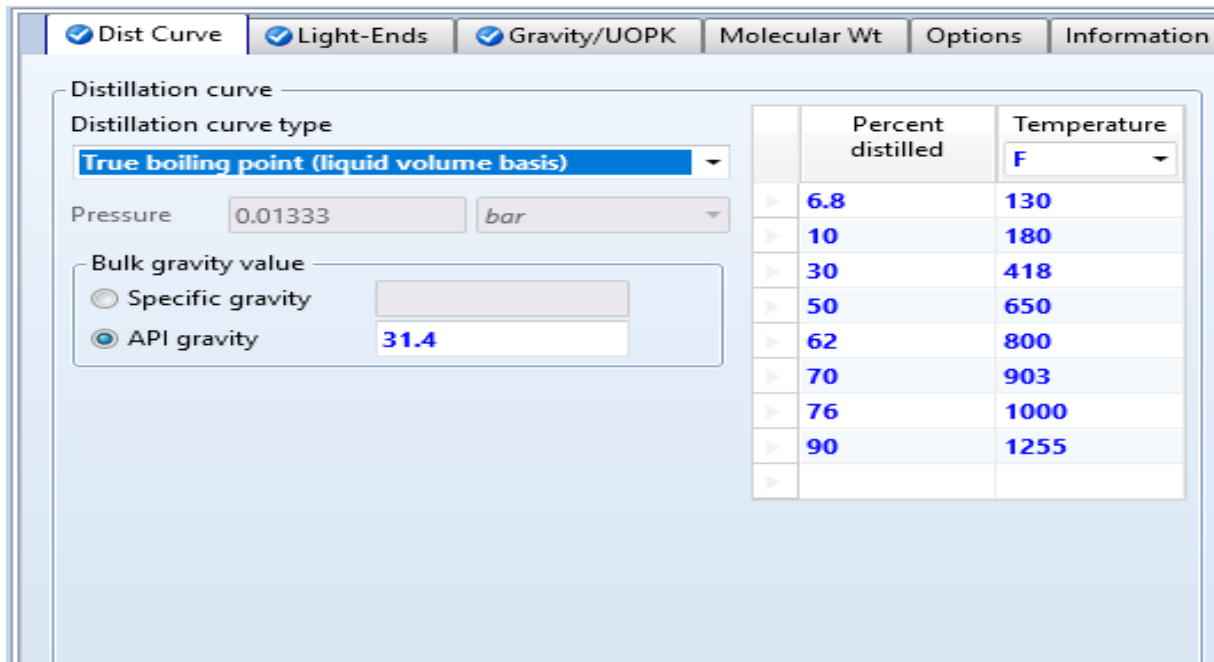 Dist Curve Light-Ends Gravity/UOPK Molecular Wt Options Information
Distillation curve
Distillation curve type
True boiling point (liquid volume basis)
Pressure 0.01333 bar
Bulk gravity value
Specific gravity
API gravity 31.4
Percent distilled Temperature
F
6.8 130
10 180
30 418
50 650
62 800
70 903
76 1000
90 1255